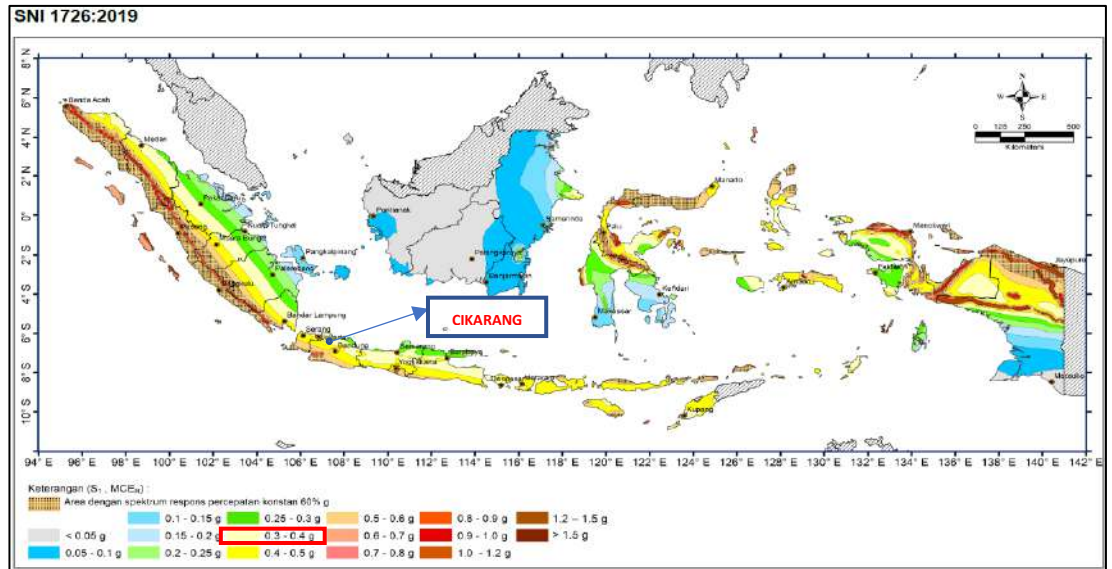 SNI 1726:2019
8° N
6° N
4° N
2° N
0°
2° S
4° S
6° S
8° S
10° S
N
W E
S
0 125 250 500
Kilometers
Banda Aceh
Medan
Manado
Pontianak
Samarinda
Palu
Manokwari
Jayapura
Pangkalpinang
Palembang
Bengkulu
Kendari
Makassar
Bandar Lampung
Serang
Bandung
Semarang
Surabaya
Yogyakarta
Denpasar
Mataram
Kupang
CIKARANG
94° E 96° E 98° E 100° E 102° E 104° E 106° E 108° E 110° E 112° E 114° E 116° E 118° E 120° E 122° E 124° E 126° E 128° E 130° E 132° E 134° E 136° E 138° E 140° E 142° E
Keterangan (S₁ , MCER) :
Area dengan spektrum respons percepatan konstan 60% g
0.1 - 0.15 g 0.25 - 0.3 g 0.5 - 0.6 g 0.8 - 0.9 g 1.2 - 1.5 g
< 0.05 g 0.15 - 0.2 g 0.3 - 0.4 g 0.6 - 0.7 g 0.9 - 1.0 g > 1.5 g
0.05 - 0.1 g 0.2 - 0.25 g 0.4 - 0.5 g 0.7 - 0.8 g 1.0 - 1.2 g